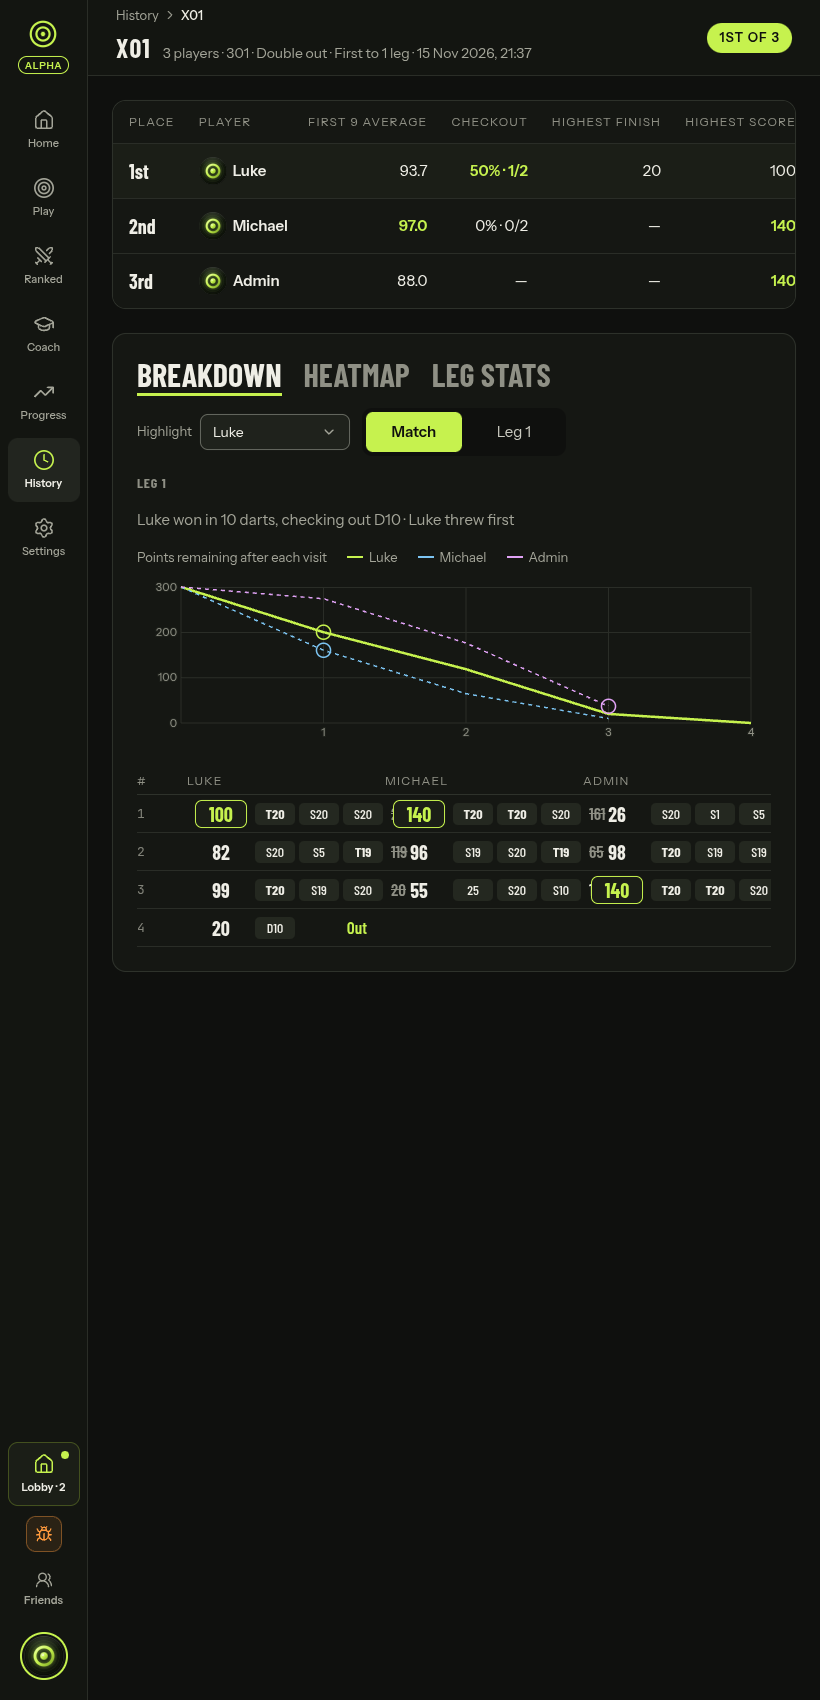 History > X01
ALPHA
X01 3 players · 301 · Double out · First to 1 leg · 15 Nov 2026, 21:37
1ST OF 3
Home
Play
Ranked
Coach
Progress
History
Settings
Lobby · 2
Friends
PLACE PLAYER FIRST 9 AVERAGE CHECKOUT HIGHEST FINISH HIGHEST SCORE
1st Luke 93.7 50% · 1/2 20 100
2nd Michael 97.0 0% · 0/2 — 140
3rd Admin 88.0 — — 140
BREAKDOWN HEATMAP LEG STATS
Highlight Luke Match Leg 1
LEG 1
Luke won in 10 darts, checking out D10 · Luke threw first
Points remaining after each visit Luke Michael Admin
300
200
100
0
1 2 3 4
# LUKE MICHAEL ADMIN
1 100 T20 S20 S20 140 T20 T20 S20 161 26 S20 S1 S5
2 82 S20 S5 T19 119 96 S19 S20 T19 65 98 T20 S19 S19
3 99 T20 S19 S20 20 55 25 S20 S10 140 T20 T20 S20
4 20 D10 Out